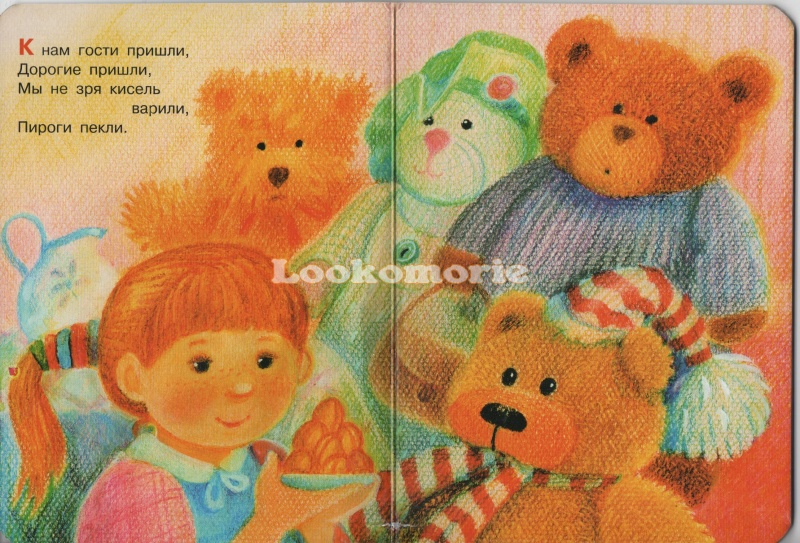 К нам гости пришли,
Дорогие пришли,
Мы не зря кисель
варили,
Пироги пекли.
Lookomorie